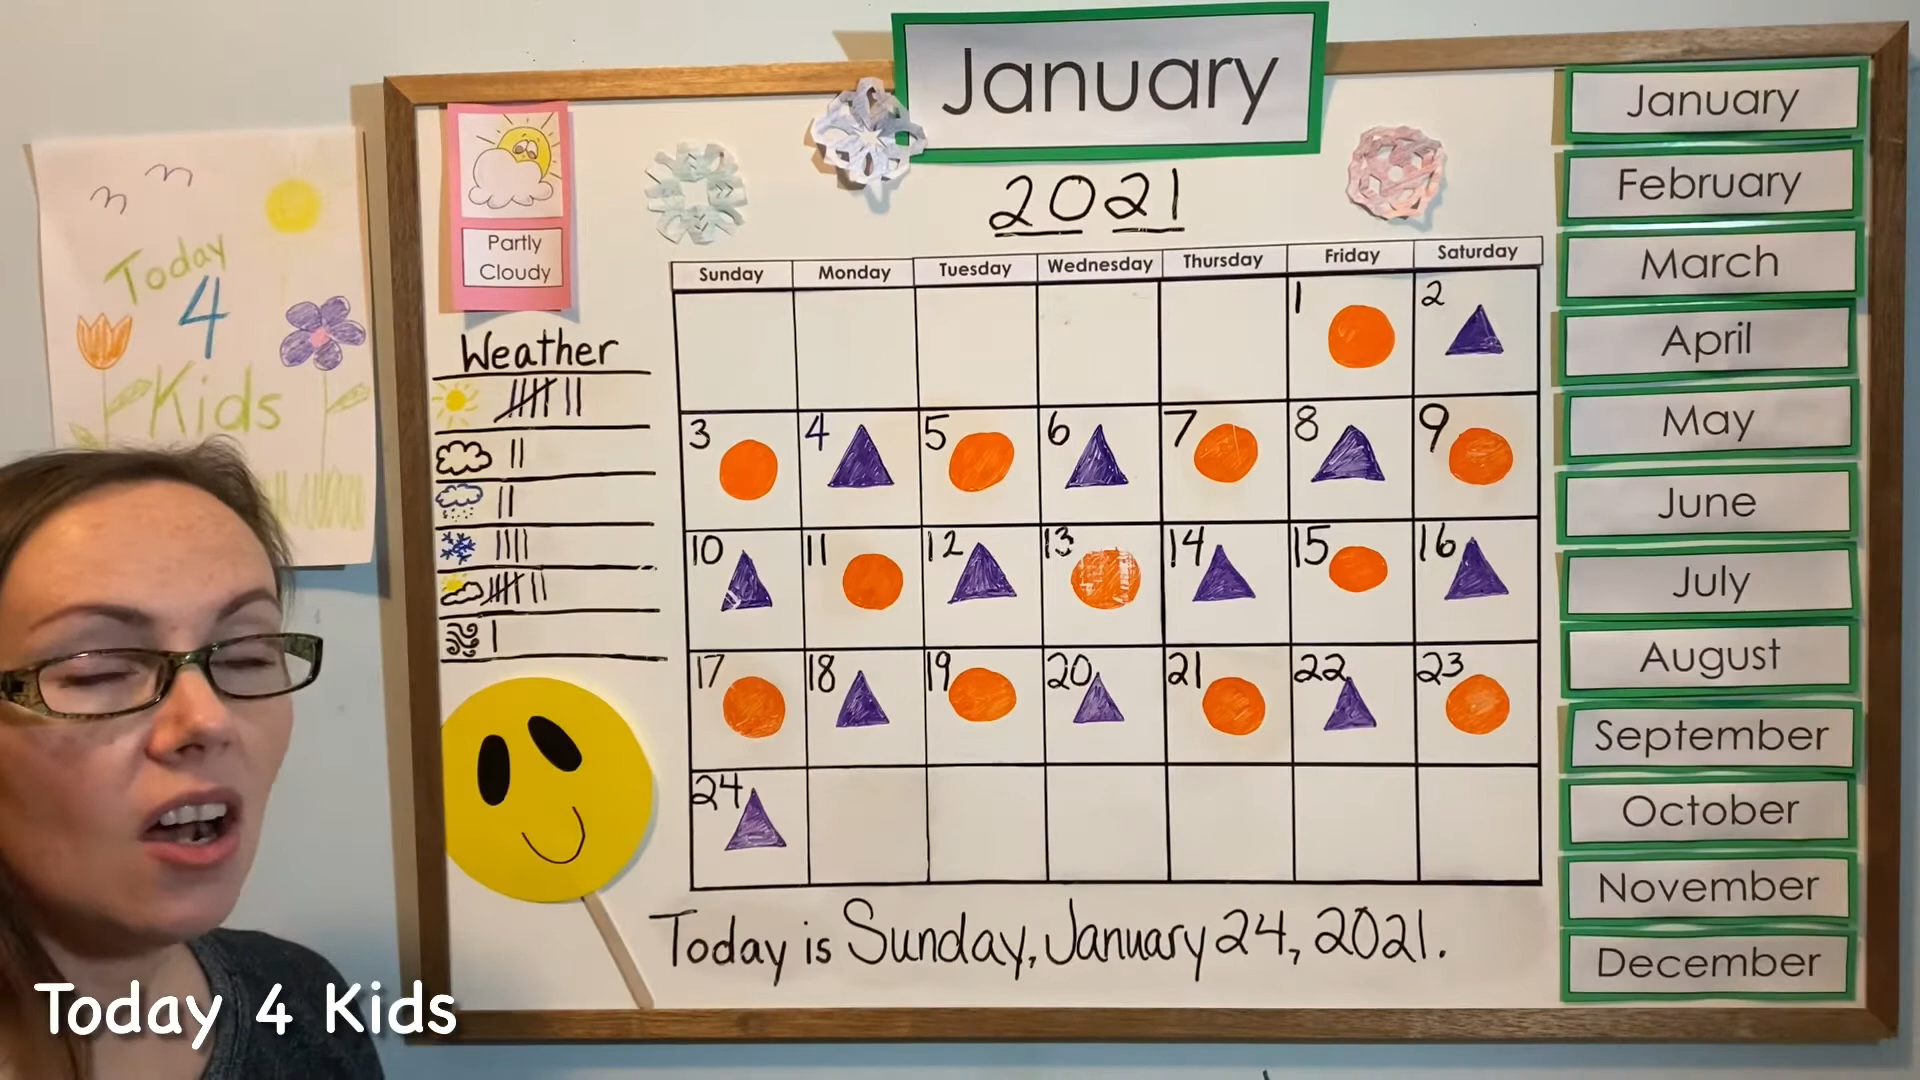 January
2021
Partly
Cloudy
Today
4
Kids
Weather
Sunday Monday Tuesday Wednesday Thursday Friday Saturday
1 2
3 4 5 6 7 8 9
10 11 12 13 14 15 16
17 18 19 20 21 22 23
24
Today is Sunday, January 24, 2021.
January
February
March
April
May
June
July
August
September
October
November
December
Today 4 Kids